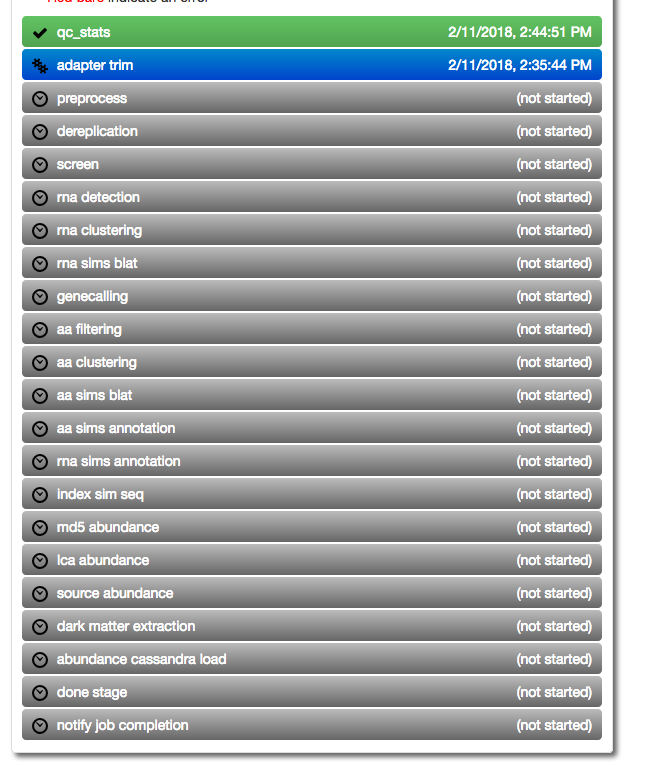 Red bars indicate an error
qc_stats 2/11/2018, 2:44:51 PM
adapter trim 2/11/2018, 2:35:44 PM
preprocess (not started)
dereplication (not started)
screen (not started)
rna detection (not started)
rna clustering (not started)
rna sims blat (not started)
genecalling (not started)
aa filtering (not started)
aa clustering (not started)
aa sims blat (not started)
aa sims annotation (not started)
rna sims annotation (not started)
index sim seq (not started)
md5 abundance (not started)
lca abundance (not started)
source abundance (not started)
dark matter extraction (not started)
abundance cassandra load (not started)
done stage (not started)
notify job completion (not started)